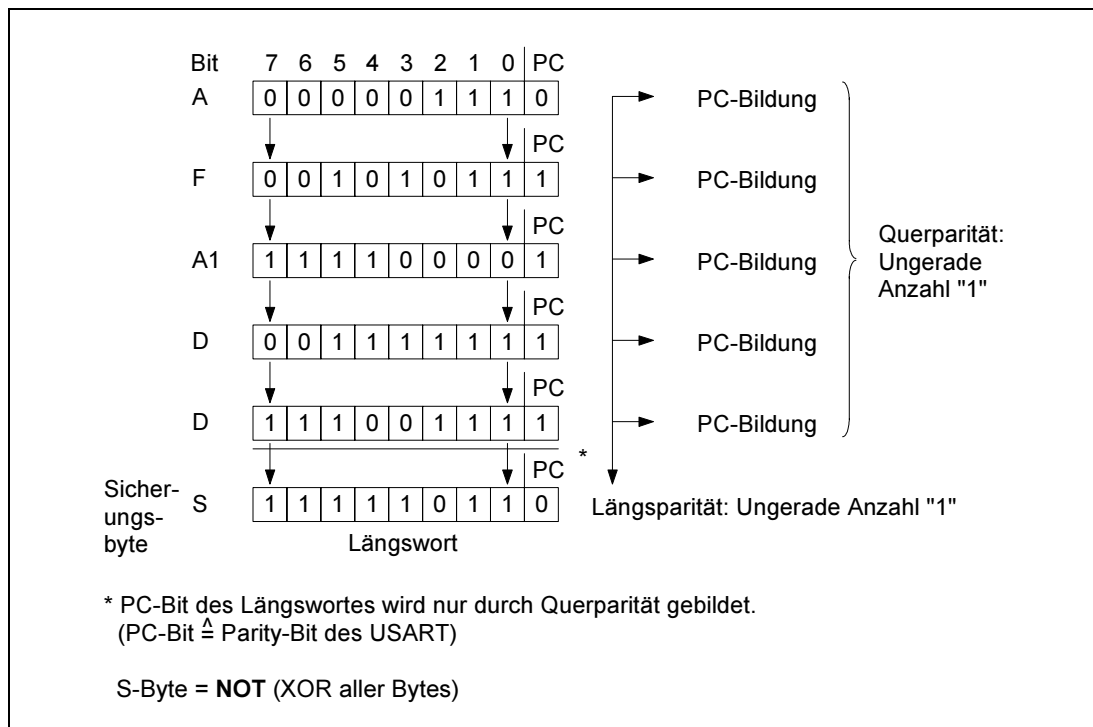 Bit 7 6 5 4 3 2 1 0 PC
A 0 0 0 0 0 1 1 1 0 PC-Bildung
PC
F 0 0 1 0 1 0 1 1 1 PC-Bildung
PC
A1 1 1 1 1 0 0 0 0 1 PC-Bildung
PC
D 0 0 1 1 1 1 1 1 1 PC-Bildung
PC
D 1 1 1 0 0 1 1 1 1 PC-Bildung
Querparität:
Ungerade
Anzahl "1"
PC *
Sicher-
ungs-
byte
S 1 1 1 1 1 0 1 1 0 Längsparität: Ungerade Anzahl "1"
Längswort
* PC-Bit des Längswortes wird nur durch Querparität gebildet.
(PC-Bit ≙ Parity-Bit des USART)
S-Byte = NOT (XOR aller Bytes)